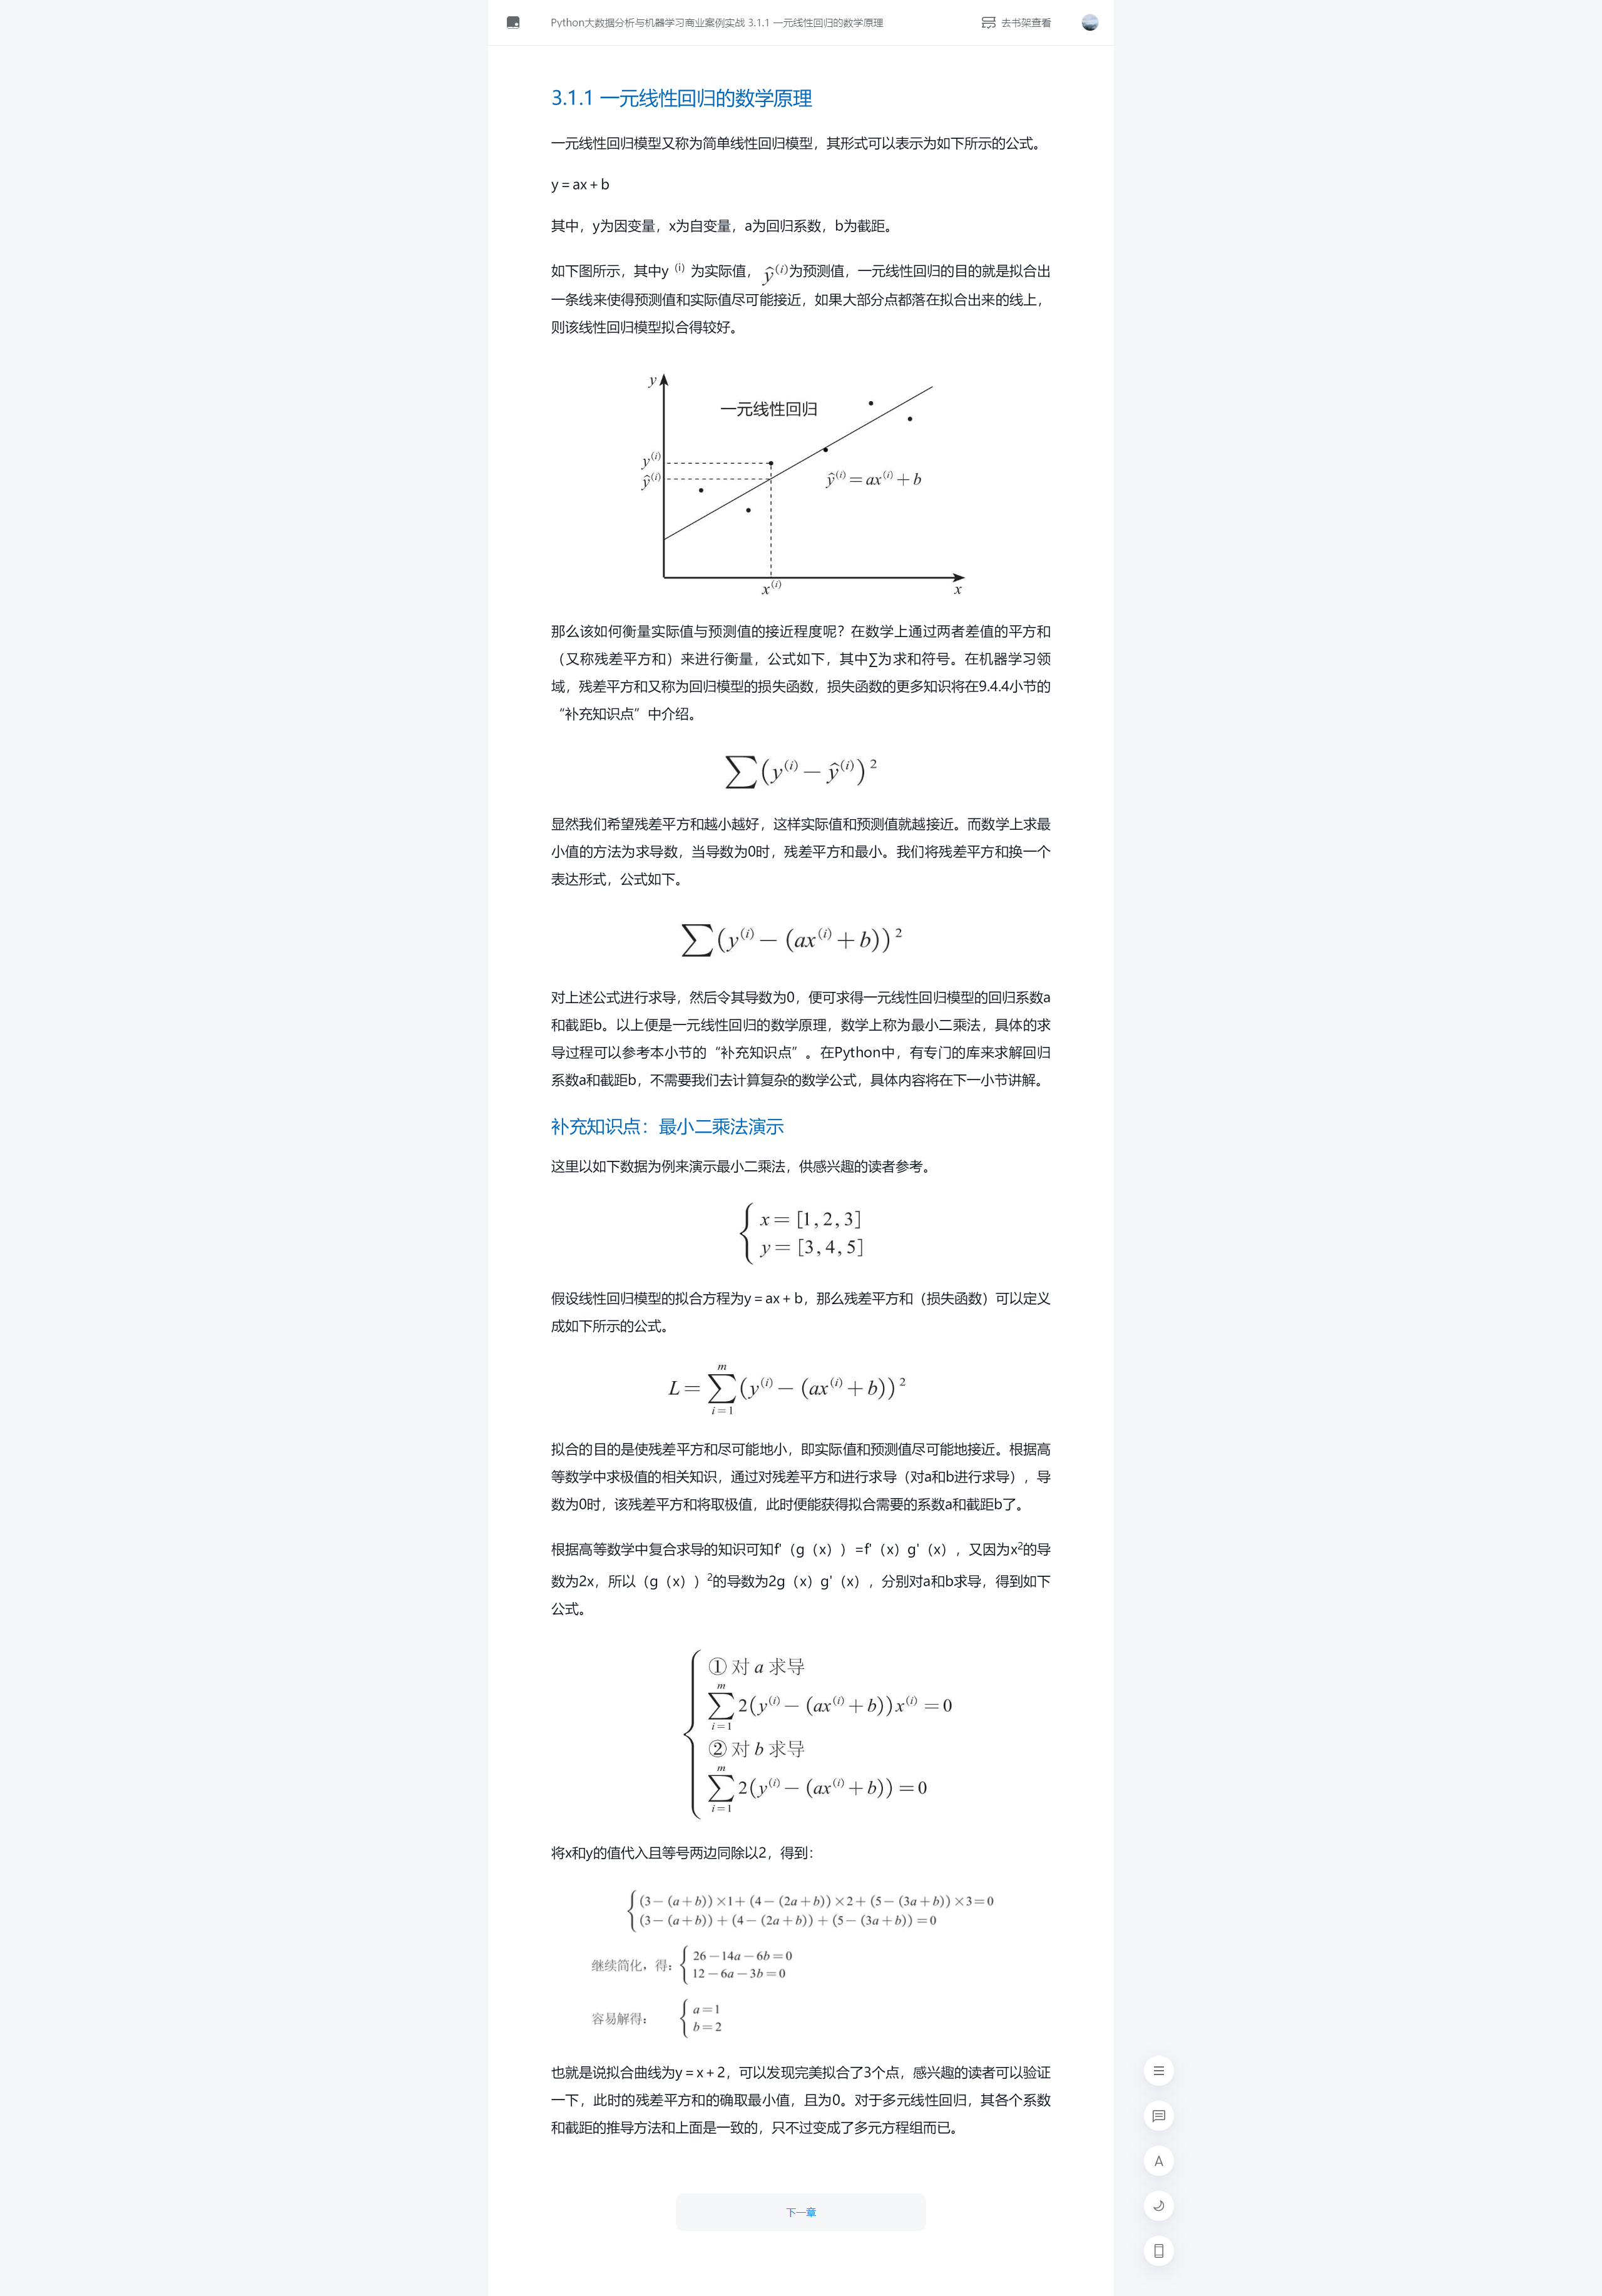 Python大数据分析与机器学习商业案例实战 3.1.1 一元线性回归的数学原理
去书架查看
3.1.1 一元线性回归的数学原理
一元线性回归模型又称为简单线性回归模型，其形式可以表示为如下所示的公式。
y＝ax＋b
其中，y为因变量，x为自变量，a为回归系数，b为截距。
如下图所示，其中y ⁽ⁱ⁾ 为实际值， ŷ⁽ⁱ⁾为预测值，一元线性回归的目的就是拟合出
一条线来使得预测值和实际值尽可能接近，如果大部分点都落在拟合出来的线上，
则该线性回归模型拟合得较好。
y
一元线性回归
y⁽ⁱ⁾
ŷ⁽ⁱ⁾
ŷ⁽ⁱ⁾＝ax⁽ⁱ⁾＋b
x⁽ⁱ⁾
x
那么该如何衡量实际值与预测值的接近程度呢？在数学上通过两者差值的平方和
（又称残差平方和）来进行衡量，公式如下，其中∑为求和符号。在机器学习领
域，残差平方和又称为回归模型的损失函数，损失函数的更多知识将在9.4.4小节的
“补充知识点”中介绍。
∑(y⁽ⁱ⁾－ŷ⁽ⁱ⁾)²
显然我们希望残差平方和越小越好，这样实际值和预测值就越接近。而数学上求最
小值的方法为求导数，当导数为0时，残差平方和最小。我们将残差平方和换一个
表达形式，公式如下。
∑(y⁽ⁱ⁾－(ax⁽ⁱ⁾＋b))²
对上述公式进行求导，然后令其导数为0，便可求得一元线性回归模型的回归系数a
和截距b。以上便是一元线性回归的数学原理，数学上称为最小二乘法，具体的求
导过程可以参考本小节的“补充知识点”。在Python中，有专门的库来求解回归
系数a和截距b，不需要我们去计算复杂的数学公式，具体内容将在下一小节讲解。
补充知识点：最小二乘法演示
这里以如下数据为例来演示最小二乘法，供感兴趣的读者参考。
x＝[1,2,3]
y＝[3,4,5]
假设线性回归模型的拟合方程为y＝ax＋b，那么残差平方和（损失函数）可以定义
成如下所示的公式。
m
L＝∑(y⁽ⁱ⁾－(ax⁽ⁱ⁾＋b))²
i＝1
拟合的目的是使残差平方和尽可能地小，即实际值和预测值尽可能地接近。根据高
等数学中求极值的相关知识，通过对残差平方和进行求导（对a和b进行求导），导
数为0时，该残差平方和将取极值，此时便能获得拟合需要的系数a和截距b了。
根据高等数学中复合求导的知识可知f'（g（x））=f'（x）g'（x），又因为x²的导
数为2x，所以（g（x））²的导数为2g（x）g'（x），分别对a和b求导，得到如下
公式。
①对 a 求导
m
∑2(y⁽ⁱ⁾－(ax⁽ⁱ⁾＋b))x⁽ⁱ⁾＝0
i＝1
②对 b 求导
m
∑2(y⁽ⁱ⁾－(ax⁽ⁱ⁾＋b))＝0
i＝1
将x和y的值代入且等号两边同除以2，得到：
(3－(a＋b))×1＋(4－(2a＋b))×2＋(5－(3a＋b))×3＝0
(3－(a＋b))＋(4－(2a＋b))＋(5－(3a＋b))＝0
继续简化，得：
26－14a－6b＝0
12－6a－3b＝0
容易解得：
a＝1
b＝2
也就是说拟合曲线为y＝x＋2，可以发现完美拟合了3个点，感兴趣的读者可以验证
一下，此时的残差平方和的确取最小值，且为0。对于多元线性回归，其各个系数
和截距的推导方法和上面是一致的，只不过变成了多元方程组而已。
下一章
A